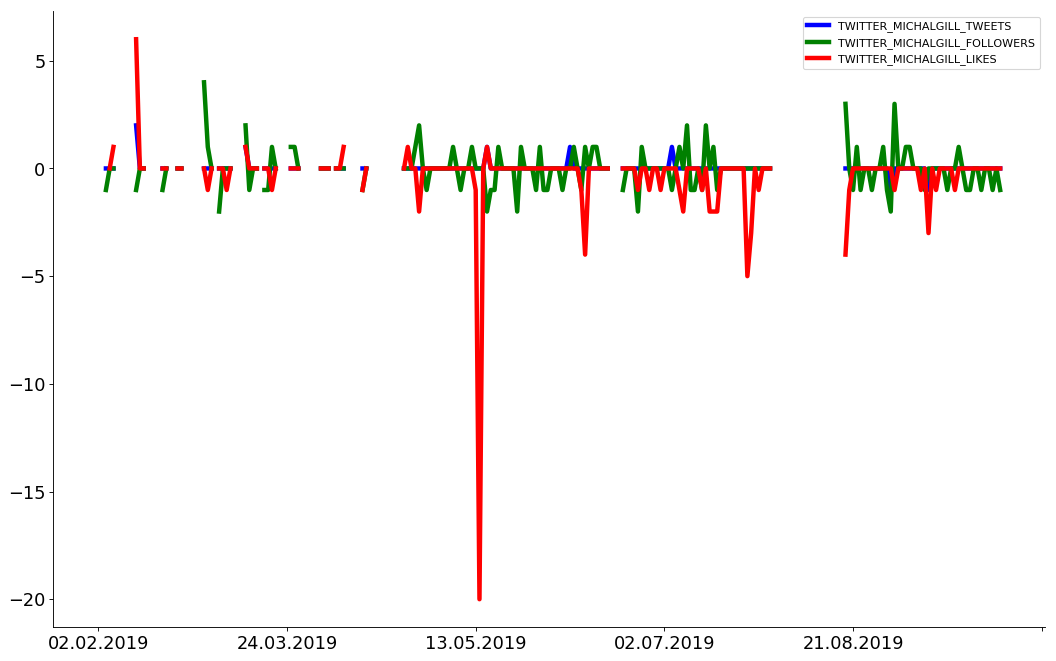 TWITTER_MICHALGILL_TWEETS
TWITTER_MICHALGILL_FOLLOWERS
TWITTER_MICHALGILL_LIKES
5
0
−5
−10
−15
−20
02.02.2019 24.03.2019 13.05.2019 02.07.2019 21.08.2019